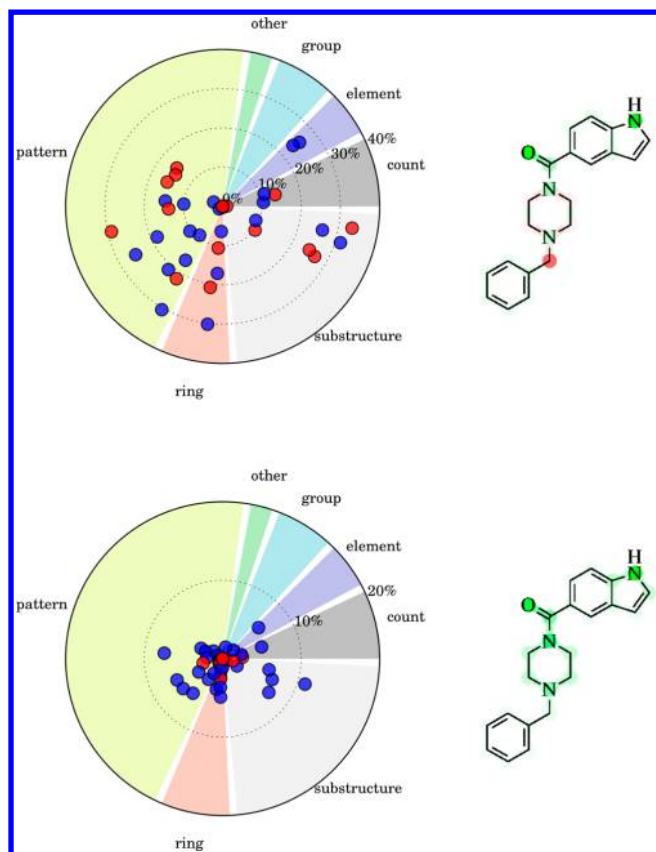 other
group
element
40%
pattern
30%
count
20%
10%
0%
substructure
ring
H
N
O
N
N
other
group
element
20%
pattern
10%
count
substructure
ring
H
N
O
N
N